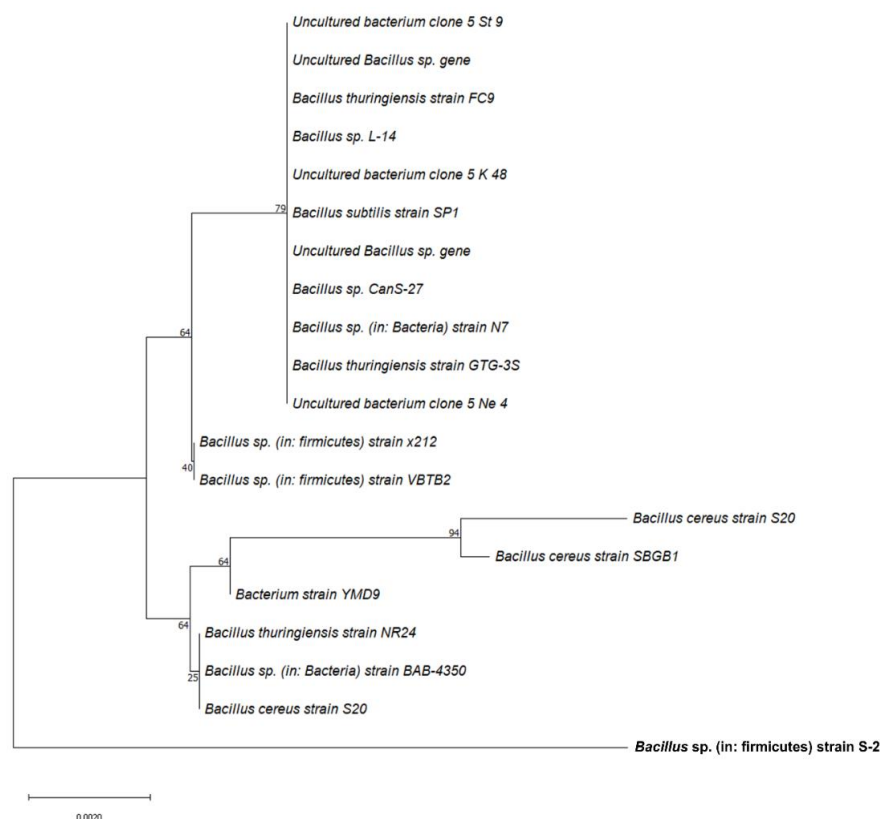 Uncultured bacterium clone 5 St 9
Uncultured Bacillus sp. gene
Bacillus thuringiensis strain FC9
Bacillus sp. L-14
Uncultured bacterium clone 5 K 48
79
Bacillus subtilis strain SP1
Uncultured Bacillus sp. gene
Bacillus sp. CanS-27
Bacillus sp. (in: Bacteria) strain N7
64
Bacillus thuringiensis strain GTG-3S
Uncultured bacterium clone 5 Ne 4
Bacillus sp. (in: firmicutes) strain x212
40
Bacillus sp. (in: firmicutes) strain VBTB2
Bacillus cereus strain S20
94
Bacillus cereus strain SBGB1
64
Bacterium strain YMD9
64
Bacillus thuringiensis strain NR24
Bacillus sp. (in: Bacteria) strain BAB-4350
25
Bacillus cereus strain S20
Bacillus sp. (in: firmicutes) strain S-2
0.0020